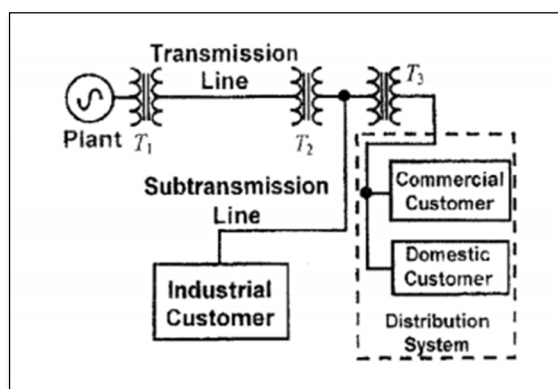 Transmission
Line
T3
Plant
T1
T2
Subtransmission
Line
Commercial
Customer
Industrial
Customer
Domestic
Customer
Distribution
System